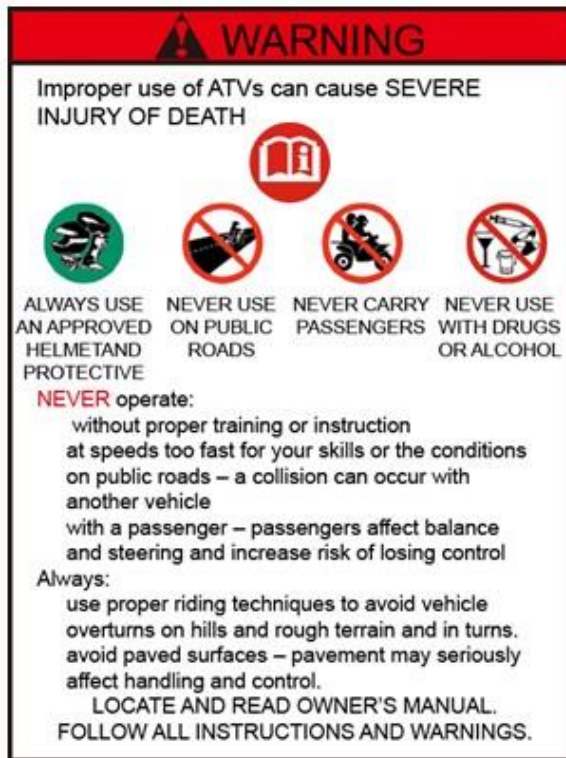 WARNING
Improper use of ATVs can cause SEVERE
INJURY OF DEATH
ALWAYS USE
AN APPROVED
HELMETAND
PROTECTIVE
NEVER USE
ON PUBLIC
ROADS
NEVER CARRY
PASSENGERS
NEVER USE
WITH DRUGS
OR ALCOHOL
NEVER operate:
without proper training or instruction
at speeds too fast for your skills or the conditions
on public roads – a collision can occur with
another vehicle
with a passenger – passengers affect balance
and steering and increase risk of losing control
Always:
use proper riding techniques to avoid vehicle
overturns on hills and rough terrain and in turns.
avoid paved surfaces – pavement may seriously
affect handling and control.
LOCATE AND READ OWNER'S MANUAL.
FOLLOW ALL INSTRUCTIONS AND WARNINGS.